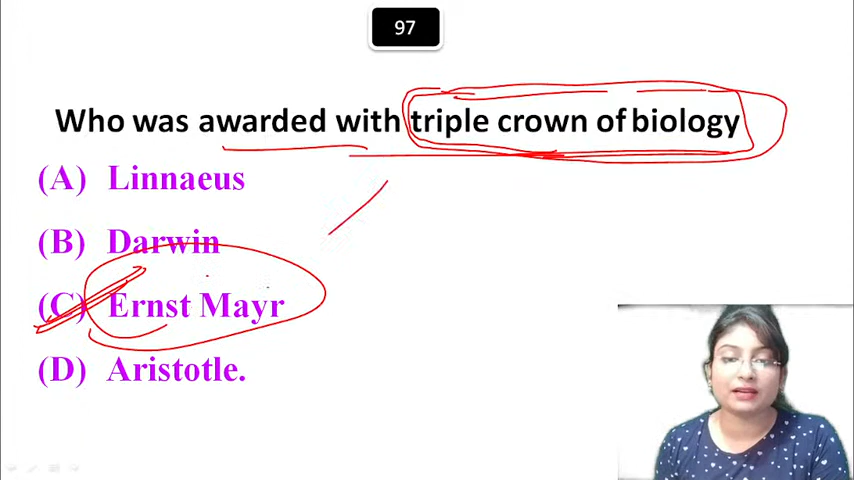 97
Who was awarded with triple crown of biology
(A) Linnaeus
(B) Darwin
(C) Ernst Mayr
(D) Aristotle.